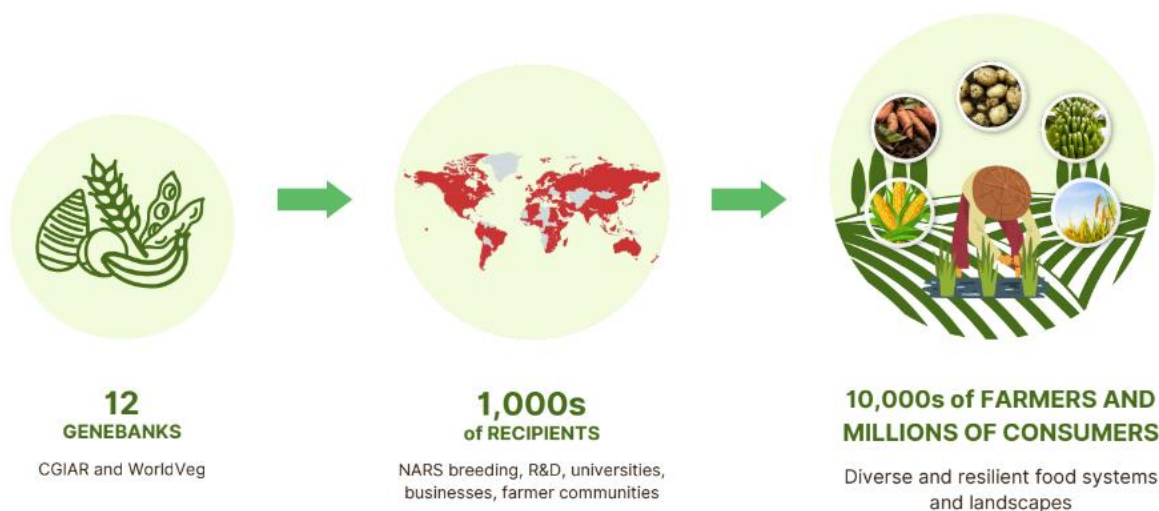 12
GENEBANKS
CGIAR and WorldVeg
1,000s
of RECIPIENTS
NARS breeding, R&D, universities,
businesses, farmer communities
10,000s of FARMERS AND
MILLIONS OF CONSUMERS
Diverse and resilient food systems
and landscapes